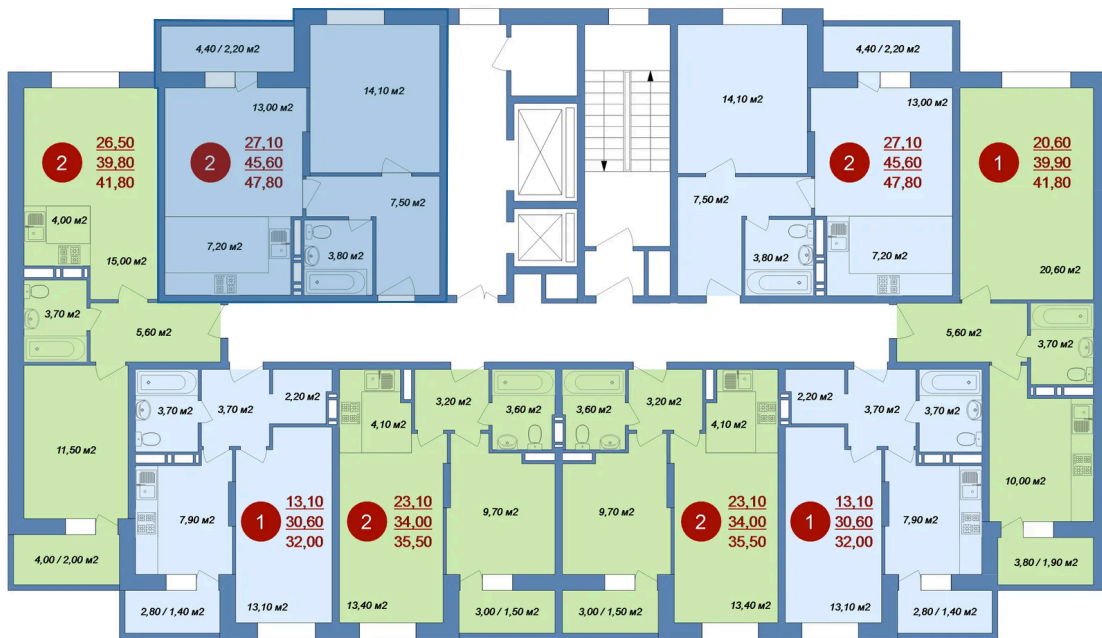 4,40 / 2,20 м2
14,10 м2
13,00 м2
2
27,10
45,60
47,80
7,50 м2
7,20 м2
3,80 м2
2
26,50
39,80
41,80
4,00 м2
15,00 м2
3,70 м2
5,60 м2
11,50 м2
4,00 / 2,00 м2
14,10 м2
4,40 / 2,20 м2
13,00 м2
2
27,10
45,60
47,80
7,50 м2
3,80 м2
7,20 м2
1
20,60
39,90
41,80
20,60 м2
5,60 м2
3,70 м2
10,00 м2
3,80 / 1,90 м2
3,70 м2
3,70 м2
2,20 м2
7,90 м2
1
13,10
30,60
32,00
2,80 / 1,40 м2
13,10 м2
4,10 м2
3,20 м2
3,60 м2
2
23,10
34,00
35,50
9,70 м2
13,40 м2
3,00 / 1,50 м2
3,60 м2
3,20 м2
4,10 м2
9,70 м2
2
23,10
34,00
35,50
3,00 / 1,50 м2
13,40 м2
2,20 м2
3,70 м2
3,70 м2
1
13,10
30,60
32,00
7,90 м2
13,10 м2
2,80 / 1,40 м2